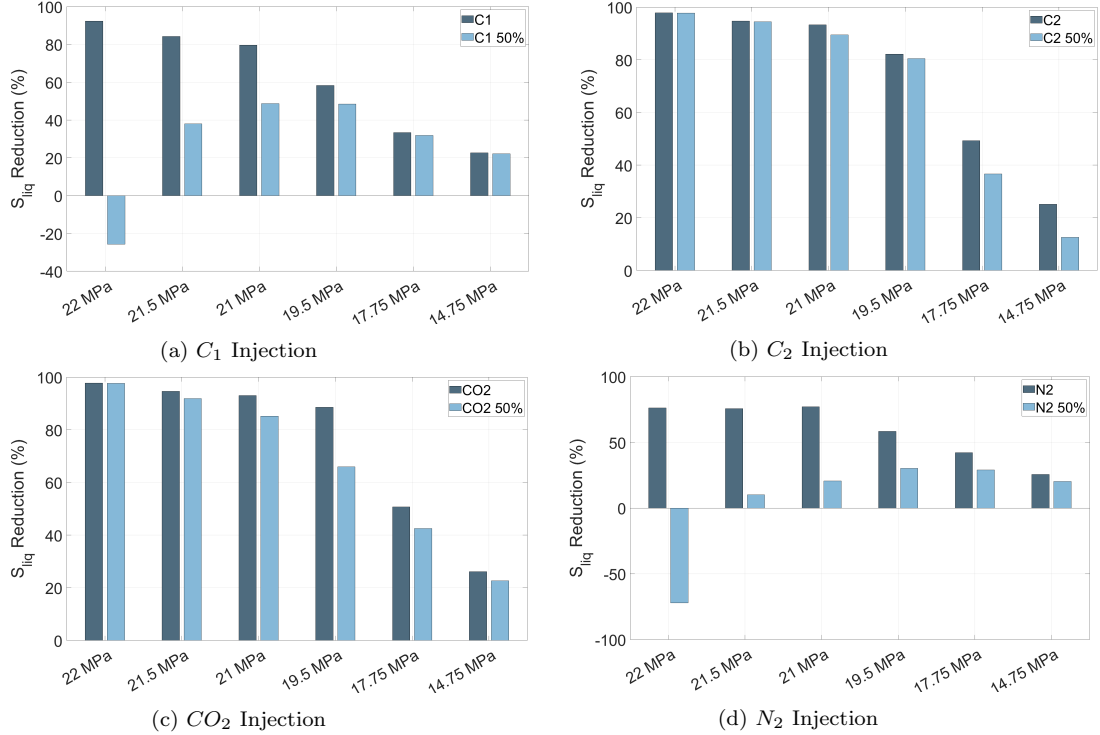 100
80
60
40
20
0
-20
-40
S_liq Reduction (%)
C1
C1 50%
22 MPa
21.5 MPa
21 MPa
19.5 MPa
17.75 MPa
14.75 MPa
(a) C₁ Injection
100
80
60
40
20
0
S_liq Reduction (%)
C2
C2 50%
22 MPa
21.5 MPa
21 MPa
19.5 MPa
17.75 MPa
14.75 MPa
(b) C₂ Injection
100
80
60
40
20
0
S_liq Reduction (%)
CO2
CO2 50%
22 MPa
21.5 MPa
21 MPa
19.5 MPa
17.75 MPa
14.75 MPa
(c) CO₂ Injection
100
50
0
-50
-100
S_liq Reduction (%)
N2
N2 50%
22 MPa
21.5 MPa
21 MPa
19.5 MPa
17.75 MPa
14.75 MPa
(d) N₂ Injection